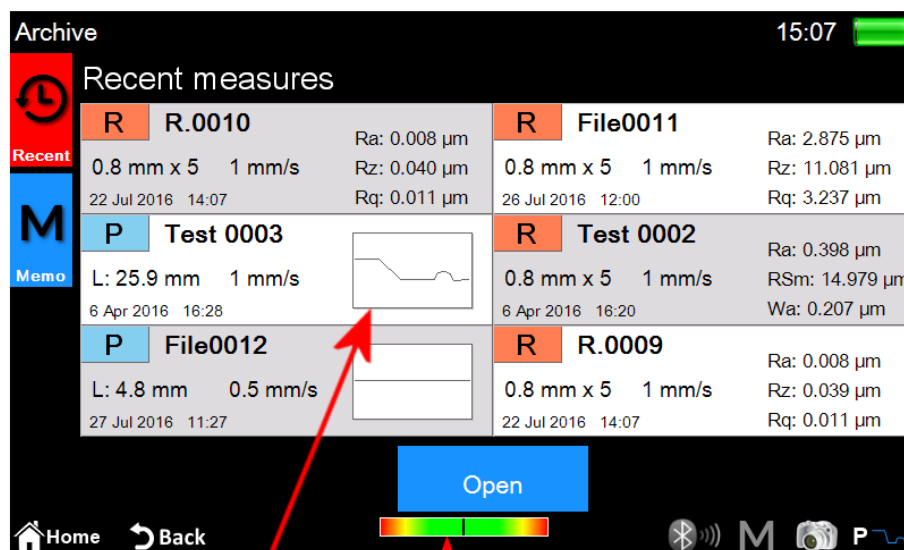 Archive 15:07
Recent measures
Recent
M
Memo
R R.0010
0.8 mm x 5 1 mm/s
22 Jul 2016 14:07
Ra: 0.008 µm
Rz: 0.040 µm
Rq: 0.011 µm
R File0011
0.8 mm x 5 1 mm/s
26 Jul 2016 12:00
Ra: 2.875 µm
Rz: 11.081 µm
Rq: 3.237 µm
P Test 0003
L: 25.9 mm 1 mm/s
6 Apr 2016 16:28
R Test 0002
0.8 mm x 5 1 mm/s
6 Apr 2016 16:20
Ra: 0.398 µm
RSm: 14.979 µm
Wa: 0.207 µm
P File0012
L: 4.8 mm 0.5 mm/s
27 Jul 2016 11:27
R R.0009
0.8 mm x 5 1 mm/s
22 Jul 2016 14:07
Ra: 0.008 µm
Rz: 0.039 µm
Rq: 0.011 µm
Open
Home Back M P